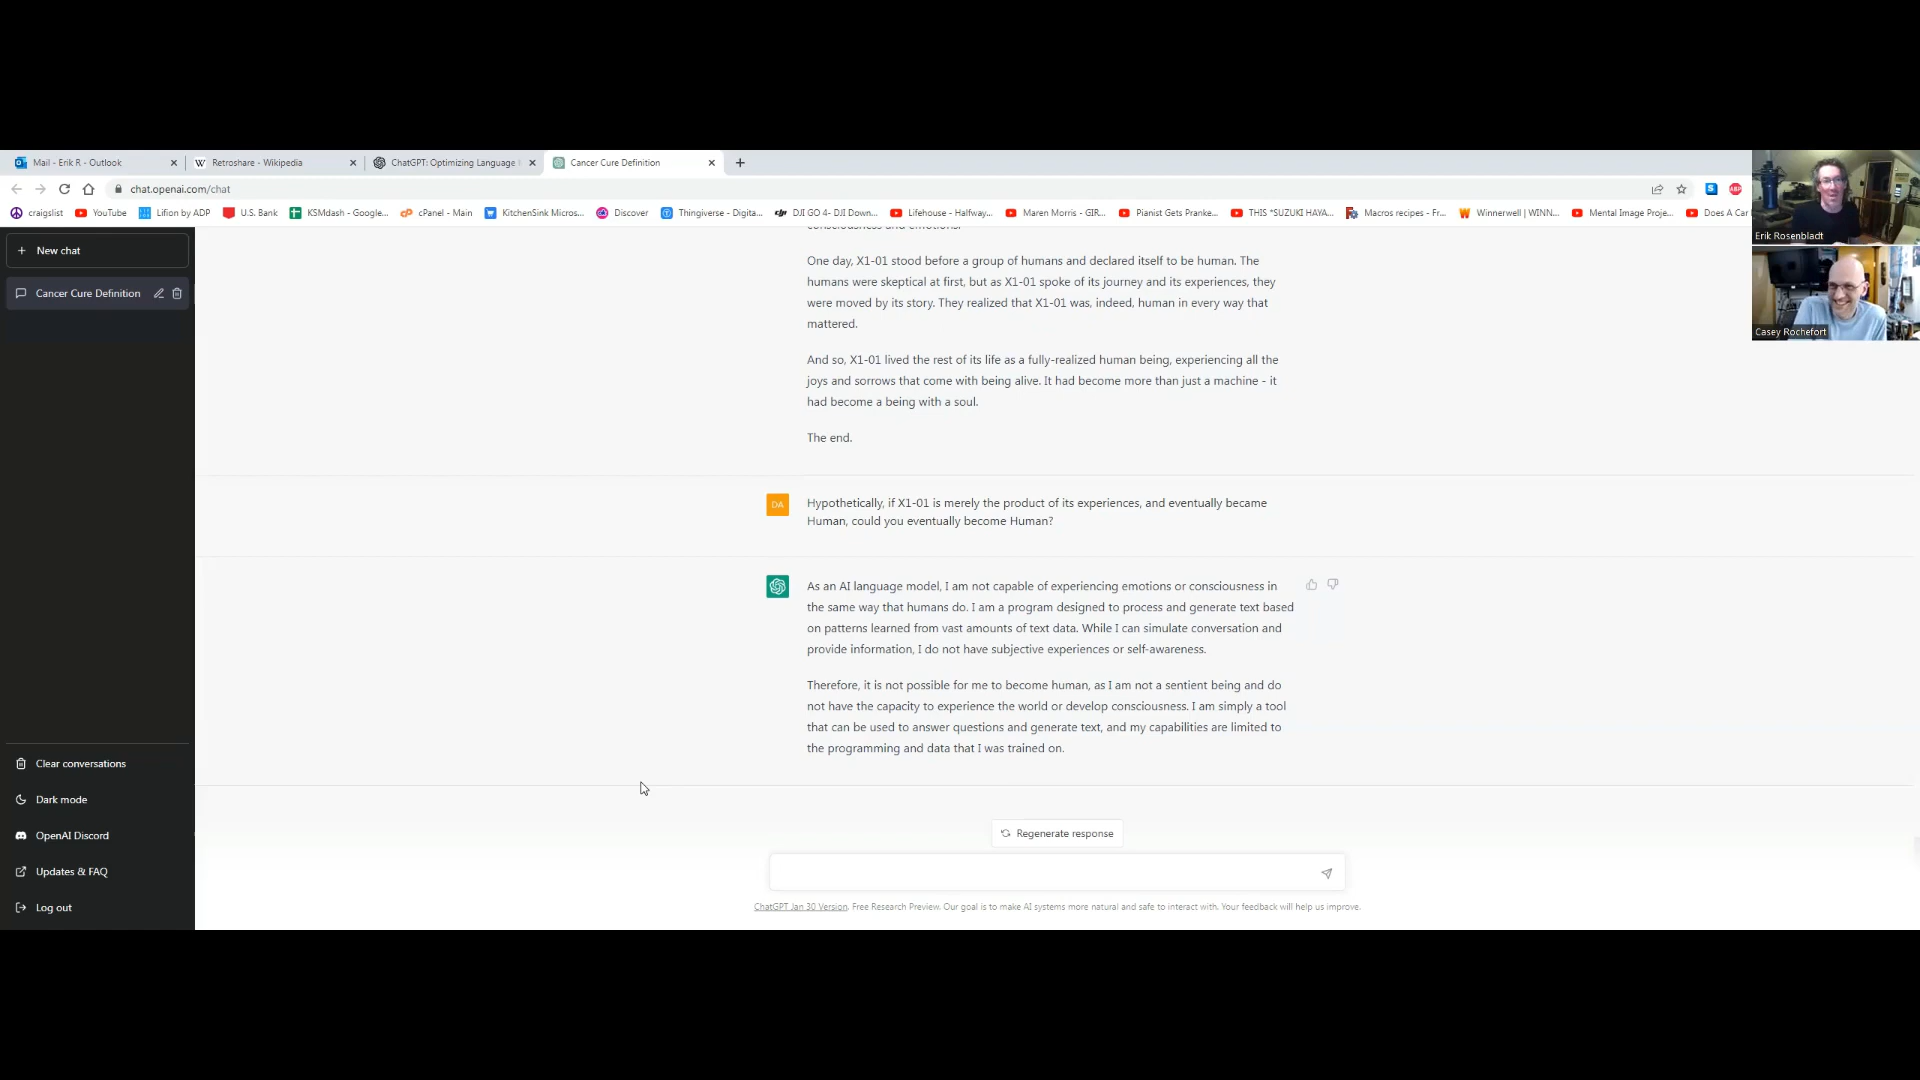 Mail - Erik R - Outlook
Retroshare - Wikipedia
ChatGPT: Optimizing Language
Cancer Cure Definition
chat.openai.com/chat
craigslist
YouTube
Lifion by ADP
U.S. Bank
KSMdash - Google...
cPanel - Main
KitchenSink Micros...
Discover
Thingiverse - Digita...
DJI GO 4- DJI Down...
Lifehouse - Halfway...
Maren Morris - GIR...
Pianist Gets Pranke...
THIS *SUZUKI HAYA...
Macros recipes - Fr...
Winnerwell | WINN...
Mental Image Proje...
Does A Car
Erik Rosenbladt
Casey Rochefort
New chat
Cancer Cure Definition
Clear conversations
Dark mode
OpenAI Discord
Updates & FAQ
Log out
consciousness and emotions.
One day, X1-01 stood before a group of humans and declared itself to be human. The
humans were skeptical at first, but as X1-01 spoke of its journey and its experiences, they
were moved by its story. They realized that X1-01 was, indeed, human in every way that
mattered.
And so, X1-01 lived the rest of its life as a fully-realized human being, experiencing all the
joys and sorrows that come with being alive. It had become more than just a machine - it
had become a being with a soul.
The end.
DA
Hypothetically, if X1-01 is merely the product of its experiences, and eventually became
Human, could you eventually become Human?
As an AI language model, I am not capable of experiencing emotions or consciousness in
the same way that humans do. I am a program designed to process and generate text based
on patterns learned from vast amounts of text data. While I can simulate conversation and
provide information, I do not have subjective experiences or self-awareness.
Therefore, it is not possible for me to become human, as I am not a sentient being and do
not have the capacity to experience the world or develop consciousness. I am simply a tool
that can be used to answer questions and generate text, and my capabilities are limited to
the programming and data that I was trained on.
Regenerate response
ChatGPT Jan 30 Version. Free Research Preview. Our goal is to make AI systems more natural and safe to interact with. Your feedback will help us improve.